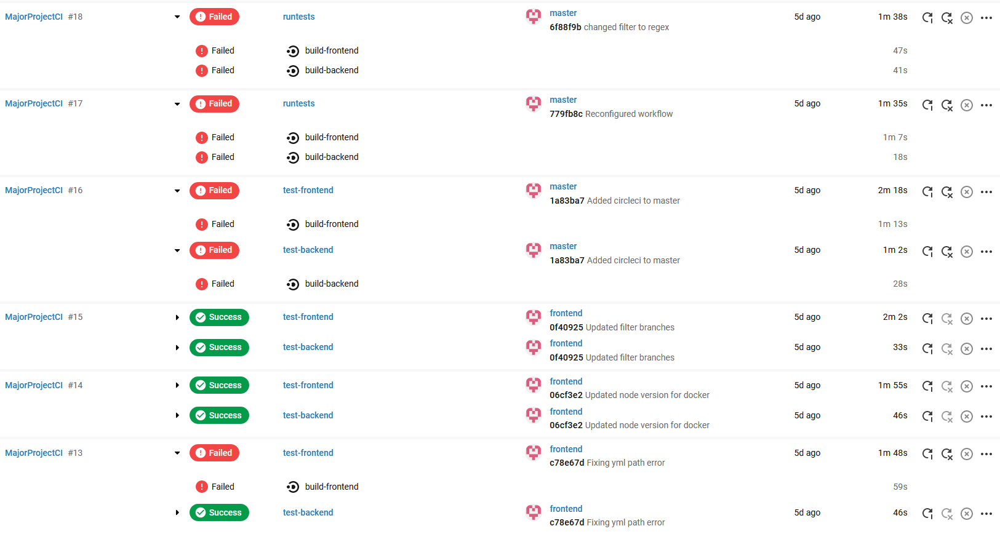 MajorProjectCI #18 Failed runtests master 5d ago 1m 38s
6f88f9b changed filter to regex
Failed build-frontend 47s
Failed build-backend 41s
MajorProjectCI #17 Failed runtests master 5d ago 1m 35s
779fb8c Reconfigured workflow
Failed build-frontend 1m 7s
Failed build-backend 18s
MajorProjectCI #16 Failed test-frontend master 5d ago 2m 18s
1a83ba7 Added circleci to master
Failed build-frontend 1m 13s
Failed test-backend master 5d ago 1m 2s
1a83ba7 Added circleci to master
Failed build-backend 28s
MajorProjectCI #15 Success test-frontend frontend 5d ago 2m 2s
0f40925 Updated filter branches
Success test-backend frontend 5d ago 33s
0f40925 Updated filter branches
MajorProjectCI #14 Success test-frontend frontend 5d ago 1m 55s
06cf3e2 Updated node version for docker
Success test-backend frontend 5d ago 46s
06cf3e2 Updated node version for docker
MajorProjectCI #13 Failed test-frontend frontend 5d ago 1m 48s
c78e67d Fixing yml path error
Failed build-frontend 59s
Success test-backend frontend 5d ago 46s
c78e67d Fixing yml path error